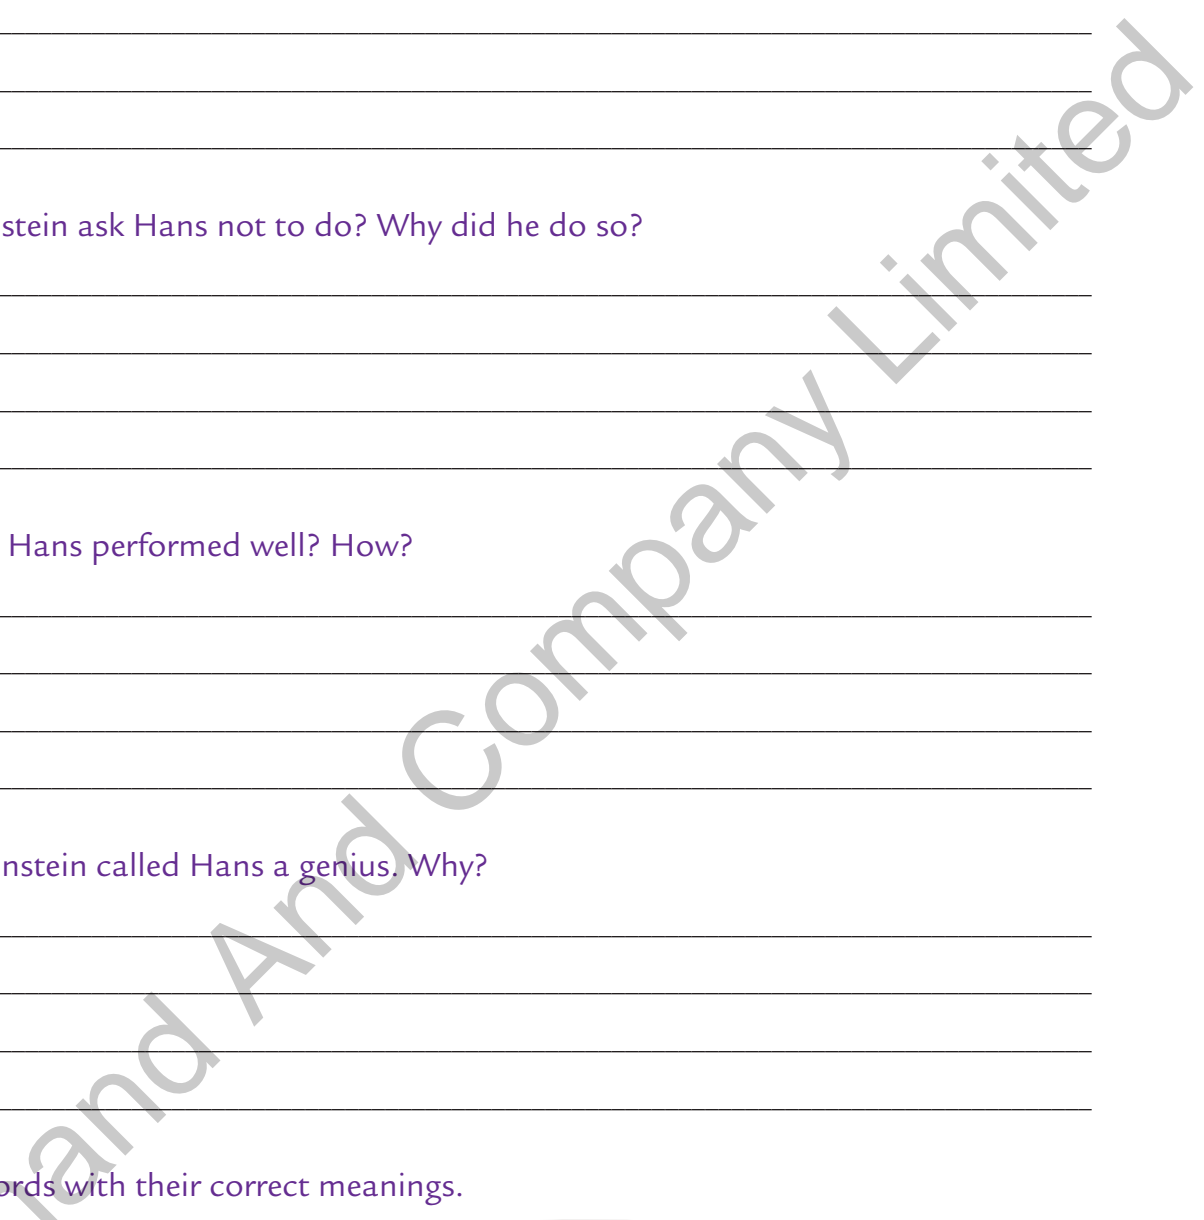 stein ask Hans not to do? Why did he do so?
Hans performed well? How?
nstein called Hans a genius. Why?
ords with their correct meanings.
hand And Company Limited